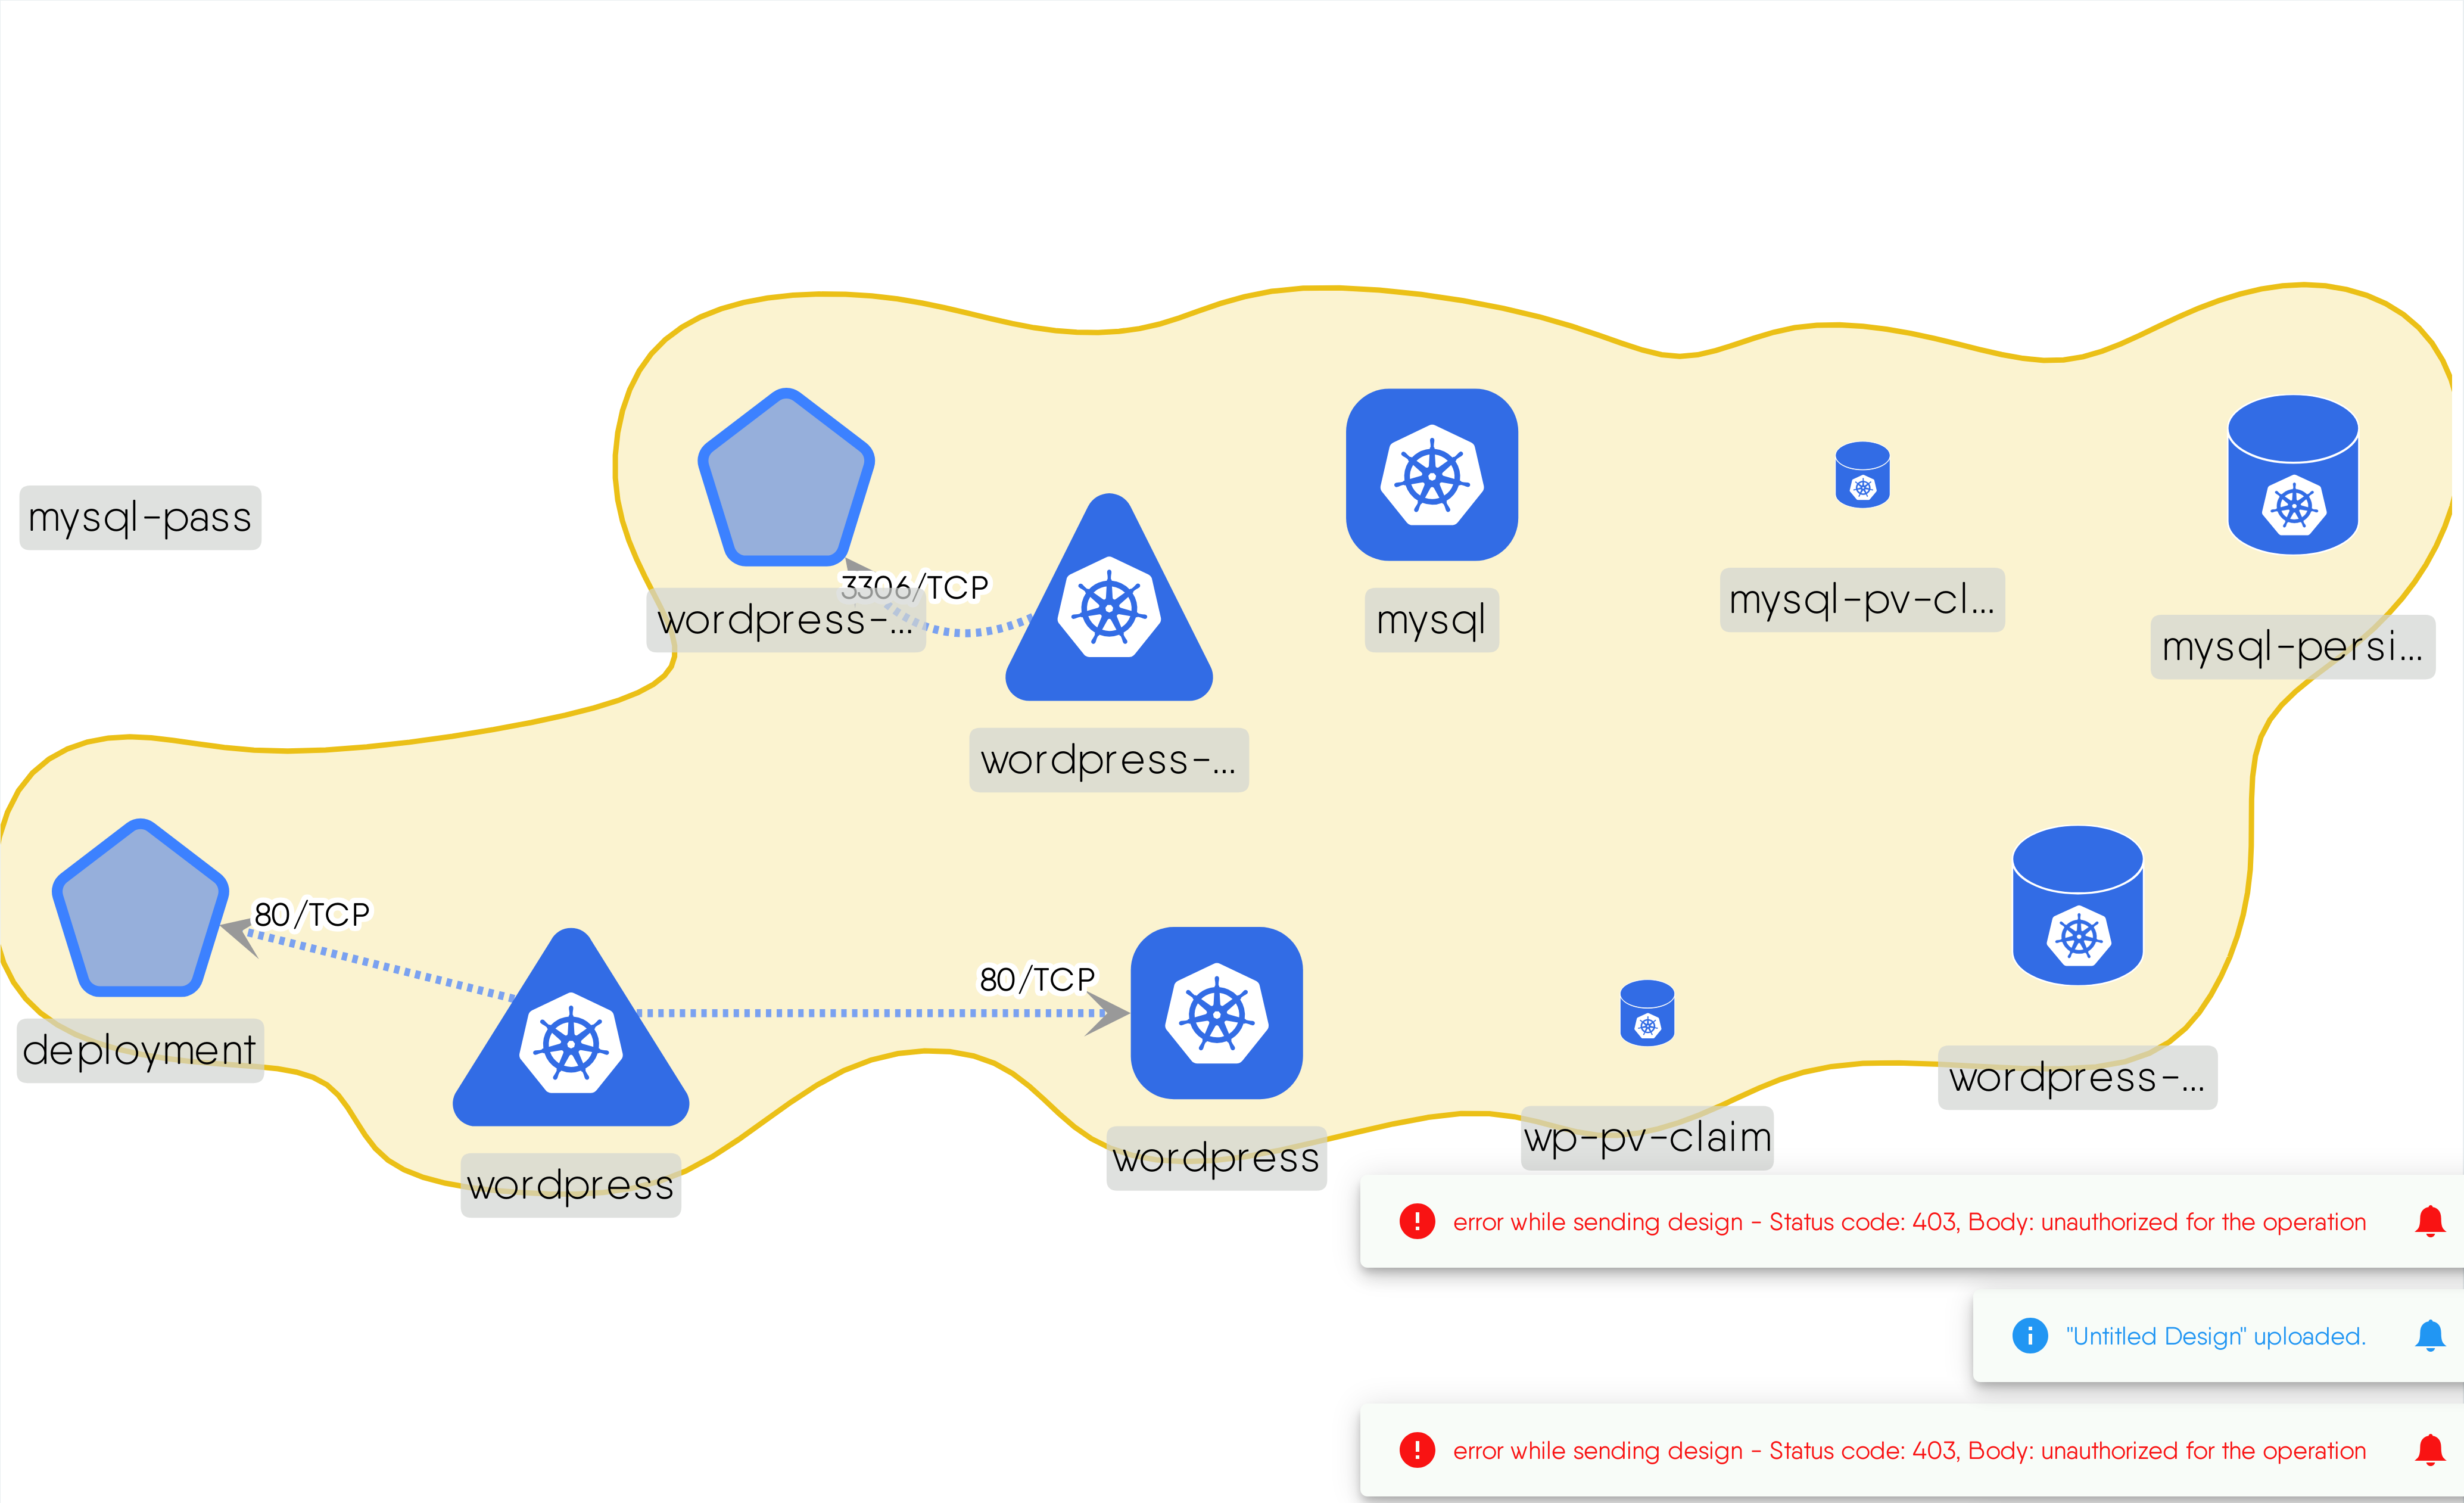 mysql-pass
3306/TCP
wordpress-...
wordpress-...
mysql
mysql-pv-cl...
mysql-persi...
80/TCP
deployment
80/TCP
wordpress
wordpress
wp-pv-claim
wordpress-...
error while sending design - Status code: 403, Body: unauthorized for the operation
"Untitled Design" uploaded.
error while sending design - Status code: 403, Body: unauthorized for the operation